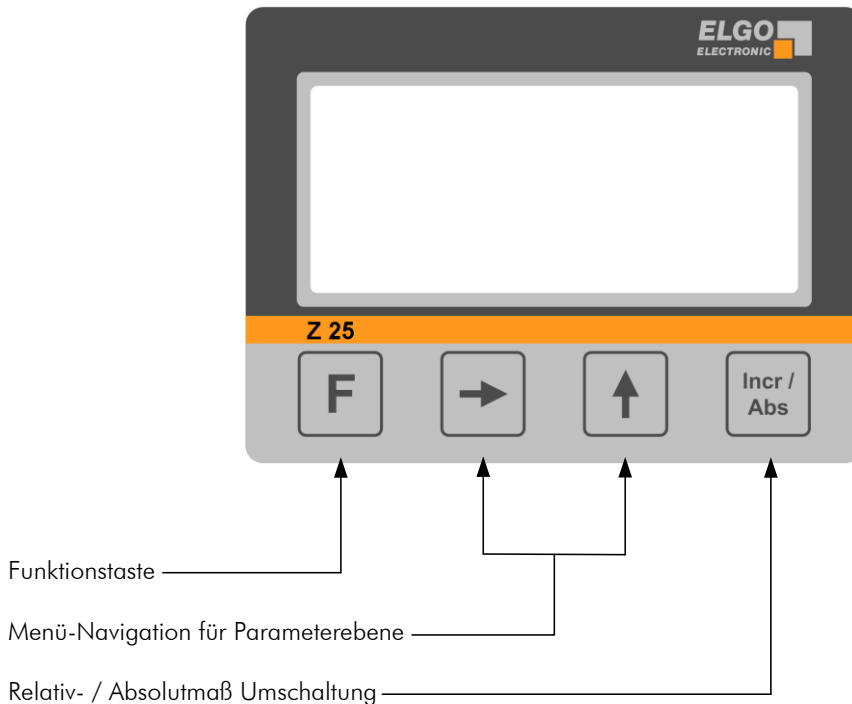 ELGO
ELECTRONIC
Z 25
F
Incr /
Abs
Funktionstaste
Menü-Navigation für Parameterebene
Relativ- / Absolutmaß Umschaltung